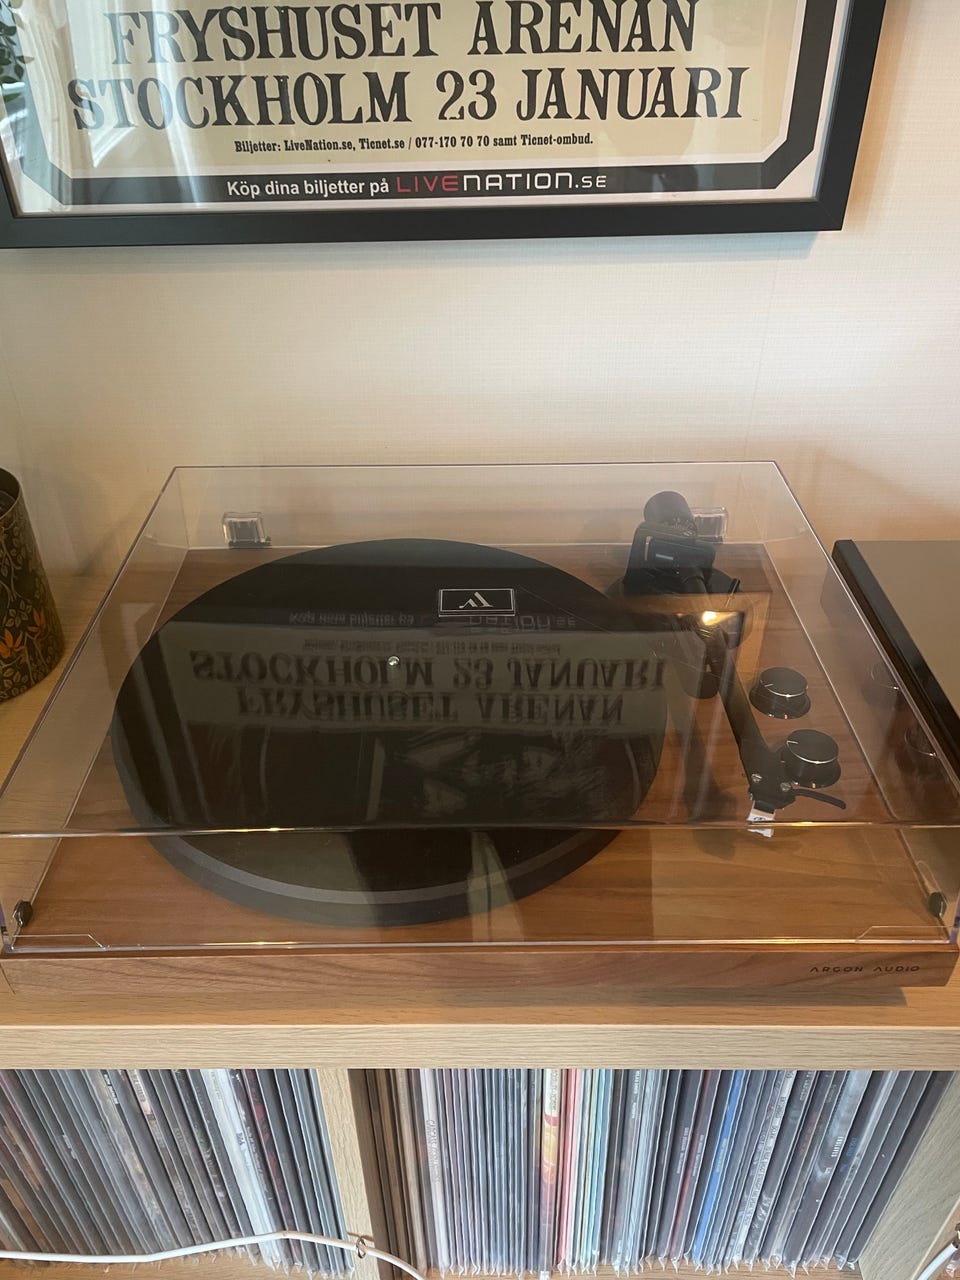 FRYSHUSET ARENAN
STOCKHOLM 23 JANUARI
Biljetter: LiveNation.se, Ticnet.se / 077-170 70 70 samt Ticnet-ombud.
Köp dina biljetter på LIVENATION.SE
ARGON AUDIO